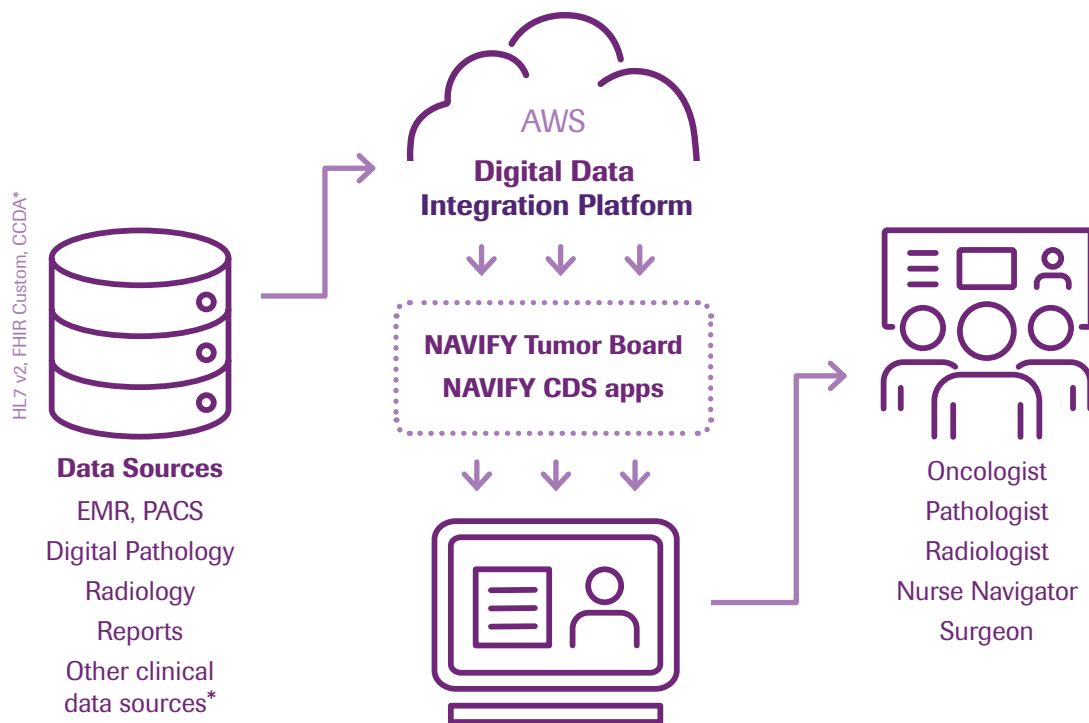 AWS
Digital Data
Integration Platform
HL7 v2, FHIR Custom, CCDA*
NAVIFY Tumor Board
NAVIFY CDS apps
Data Sources
EMR, PACS
Digital Pathology
Radiology
Reports
Other clinical
data sources*
Oncologist
Pathologist
Radiologist
Nurse Navigator
Surgeon